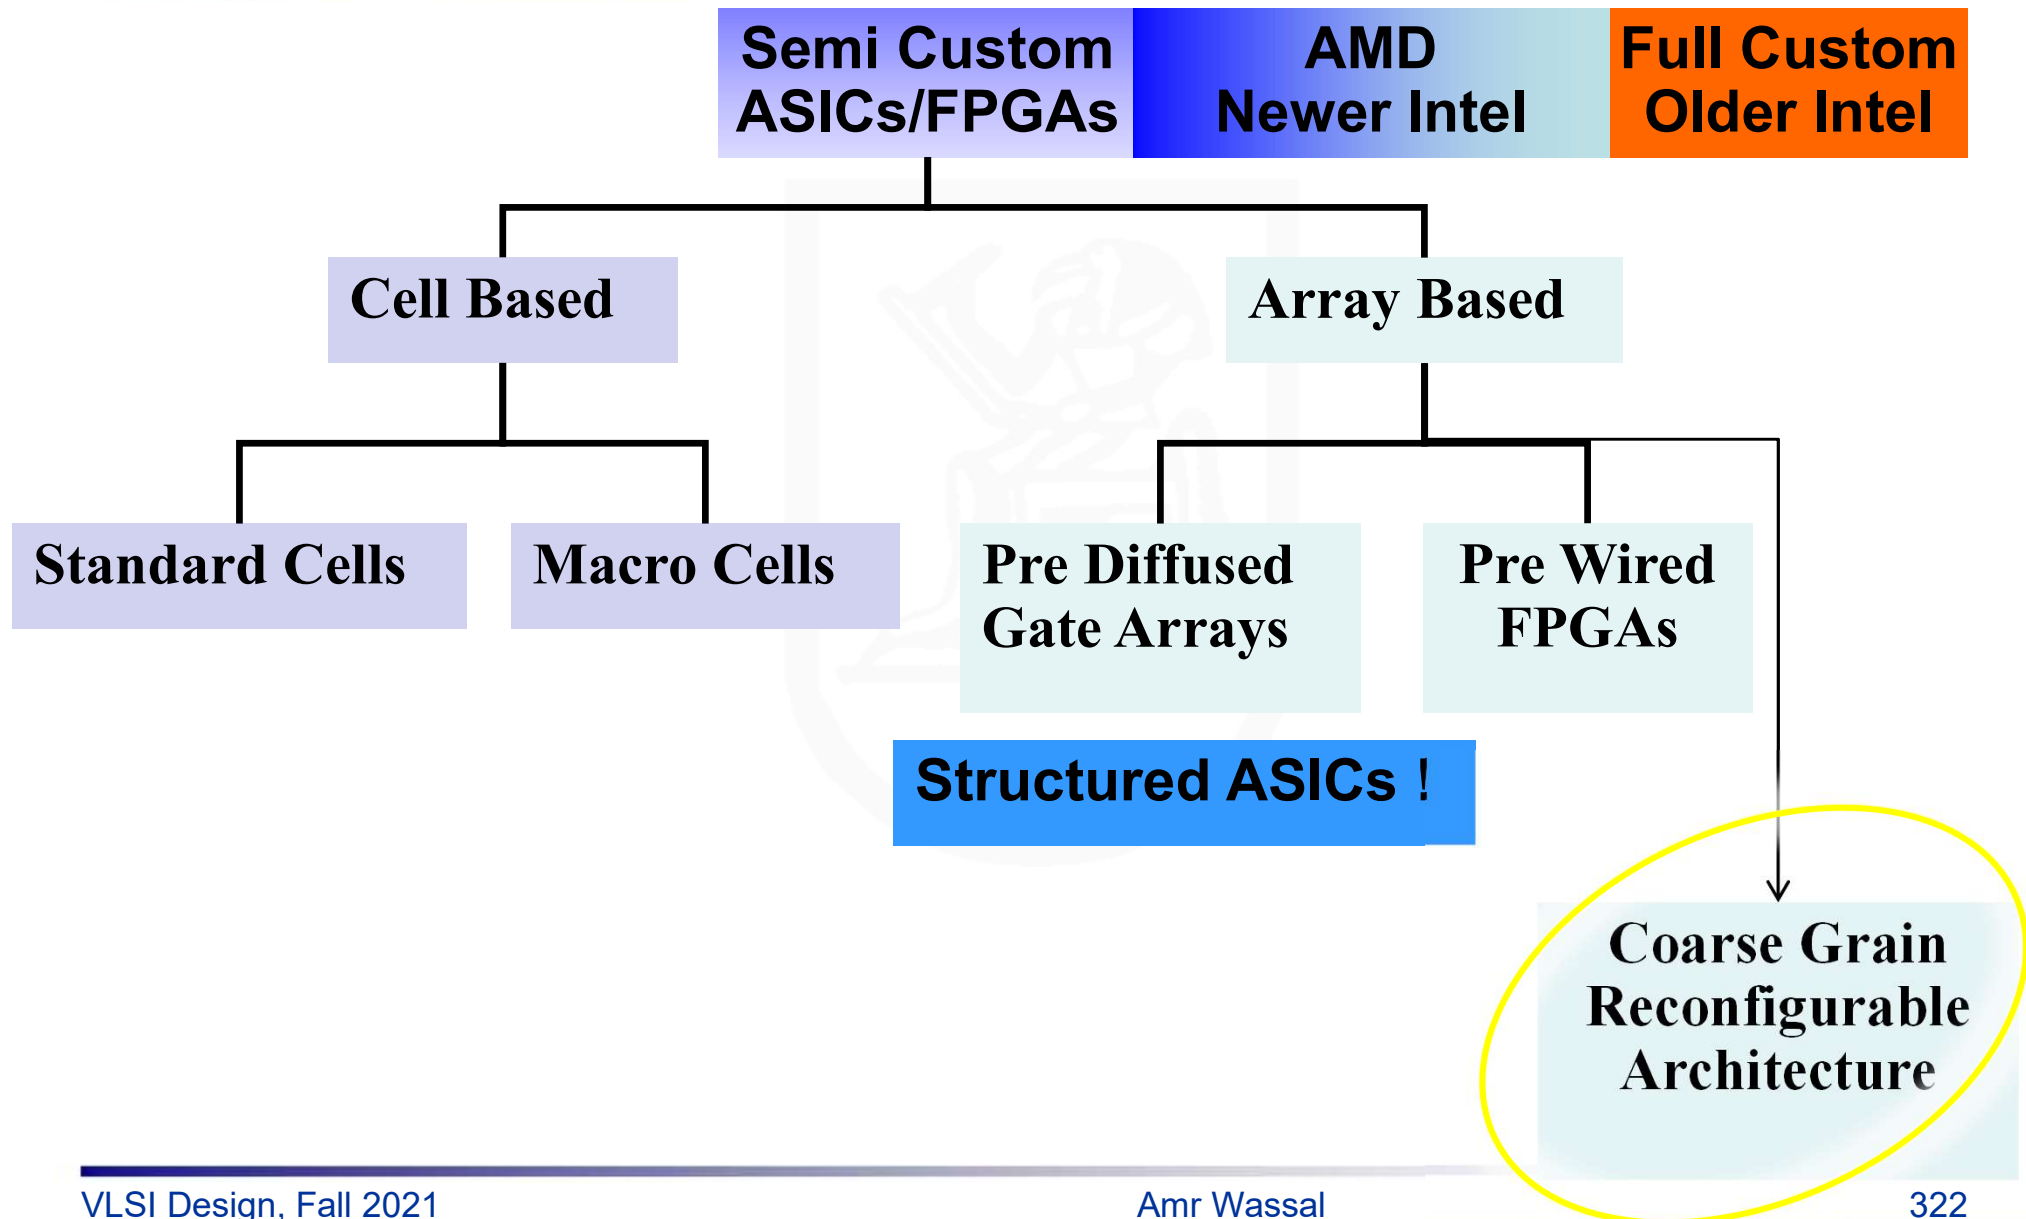 Semi Custom
ASICs/FPGAs
AMD
Newer Intel
Full Custom
Older Intel
Cell Based
Array Based
Standard Cells
Macro Cells
Pre Diffused
Gate Arrays
Pre Wired
FPGAs
Structured ASICs !
Coarse Grain
Reconfigurable
Architecture
VLSI Design, Fall 2021
Amr Wassal
322